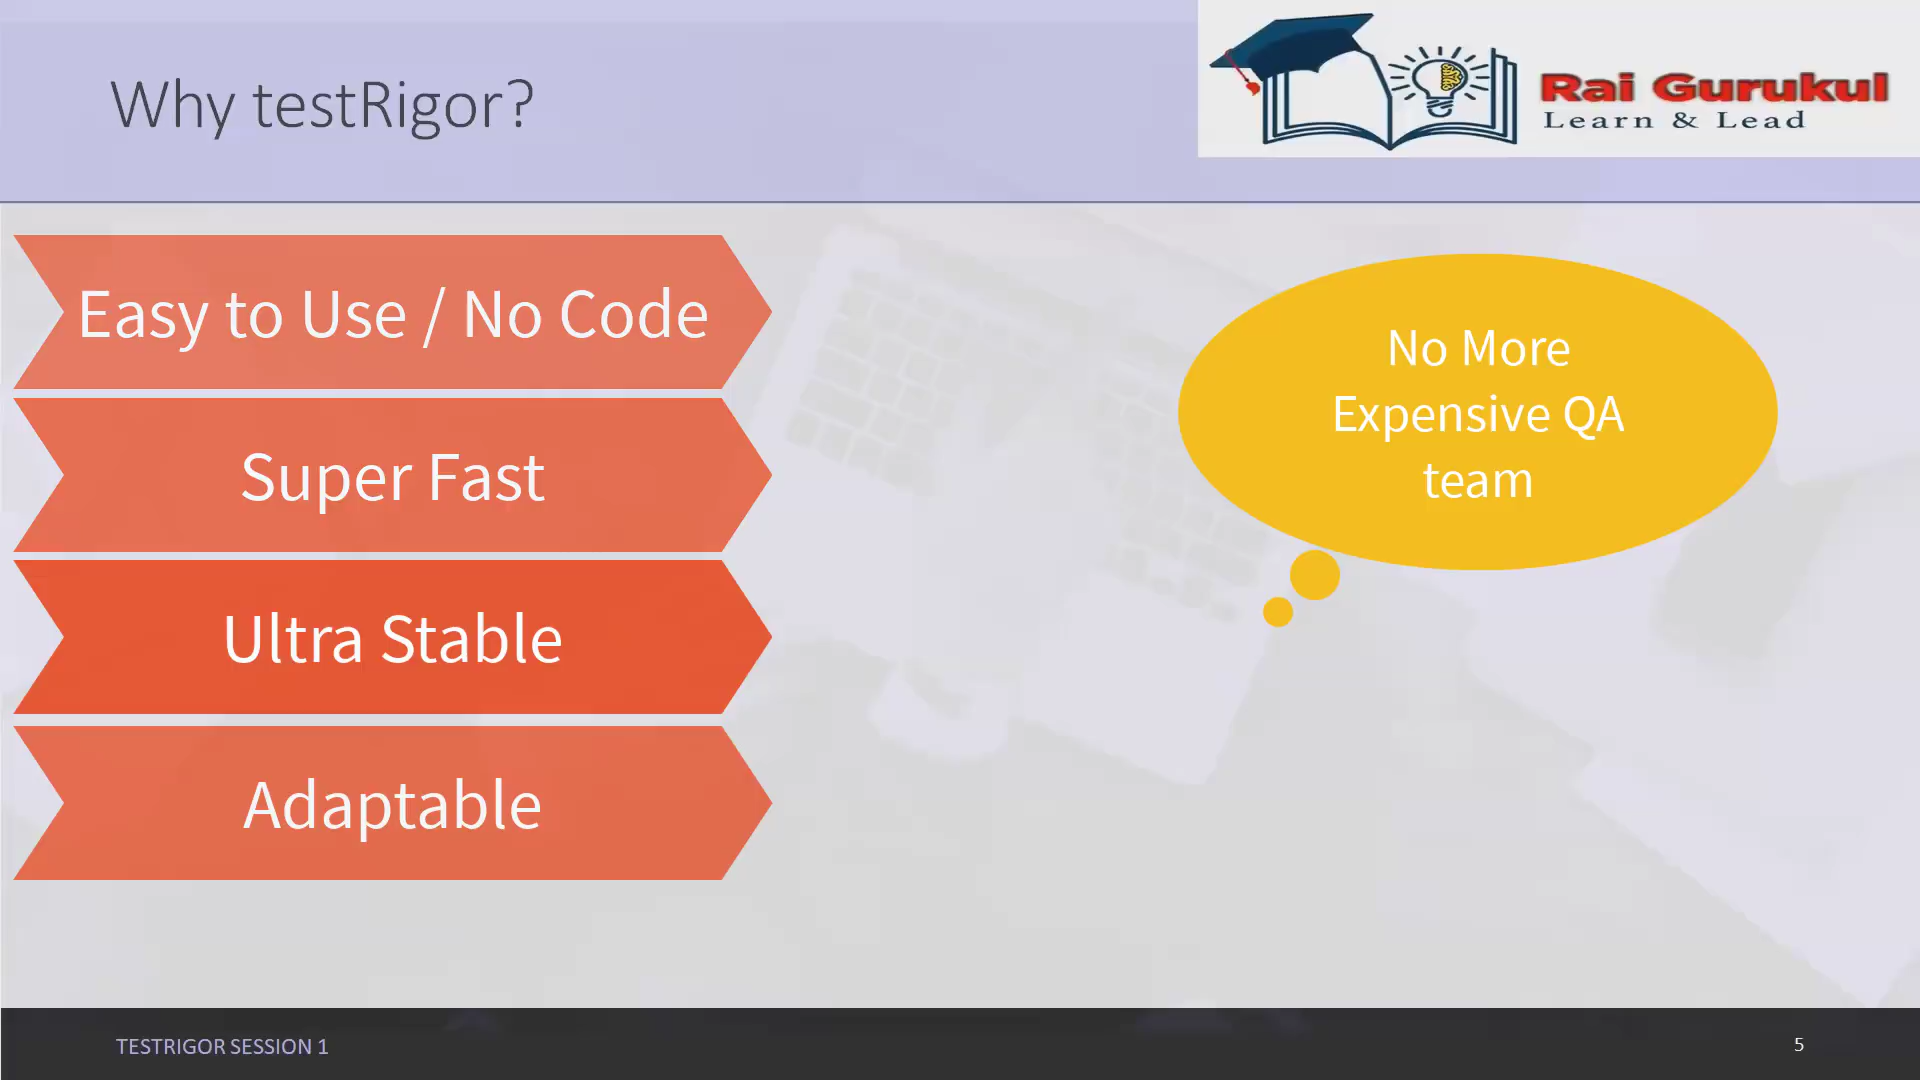 Why testRigor?
Rai Gurukul
Learn & Lead
Easy to Use / No Code
Super Fast
Ultra Stable
Adaptable
No More
Expensive QA
team
TESTRIGOR SESSION 1
5